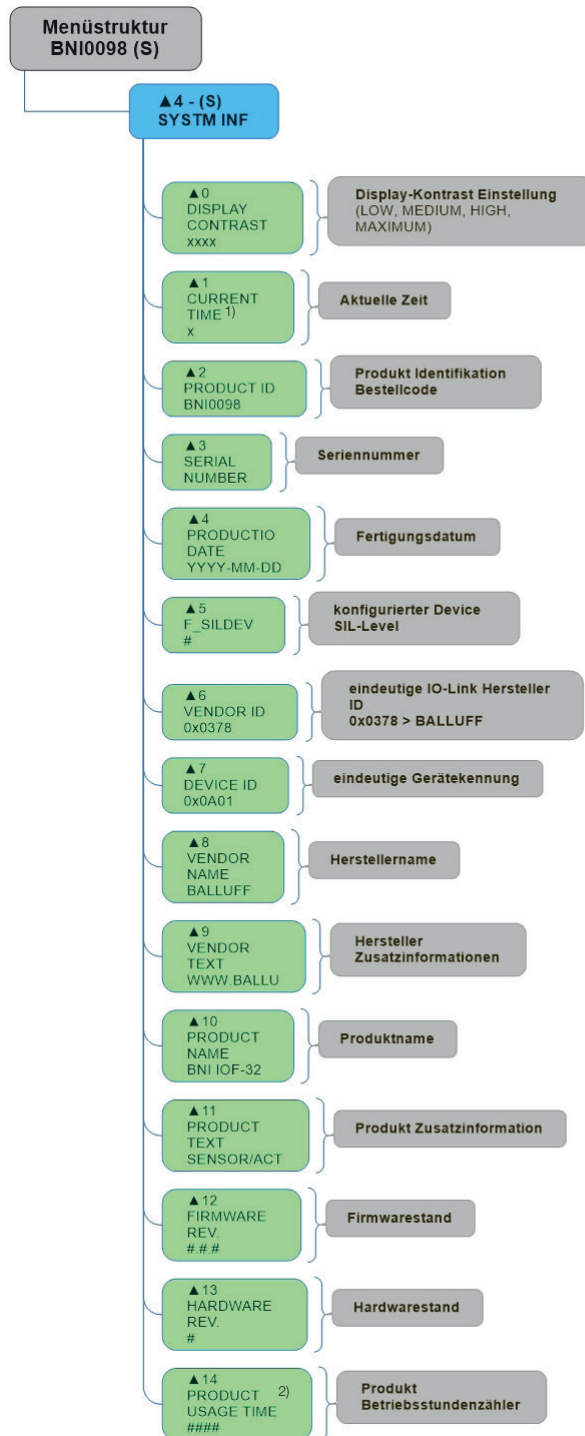 Menüstruktur
BNI0098 (S)
▲4 - (S)
SYSTM INF
▲0
DISPLAY
CONTRAST
xxxx
Display-Kontrast Einstellung
(LOW, MEDIUM, HIGH,
MAXIMUM)
▲1
CURRENT
TIME 1)
x
Aktuelle Zeit
▲2
PRODUCT ID
BNI0098
Produkt Identifikation
Bestellcode
▲3
SERIAL
NUMBER
Seriennummer
▲4
PRODUCTIO
DATE
YYYY-MM-DD
Fertigungsdatum
▲5
F_SILDEV
#
konfigurierter Device
SIL-Level
▲6
VENDOR ID
0x0378
eindeutige IO-Link Hersteller
ID
0x0378 > BALLUFF
▲7
DEVICE ID
0x0A01
eindeutige Gerätekennung
▲8
VENDOR
NAME
BALLUFF
Herstellername
▲9
VENDOR
TEXT
WWW.BALLU
Hersteller
Zusatzinformationen
▲10
PRODUCT
NAME
BNI IOF-32
Produktname
▲11
PRODUCT
TEXT
SENSOR/ACT
Produkt Zusatzinformation
▲12
FIRMWARE
REV.
#.#.#
Firmwarestand
▲13
HARDWARE
REV.
#
Hardwarestand
▲14
PRODUCT 2)
USAGE TIME
####
Produkt
Betriebsstundenzähler